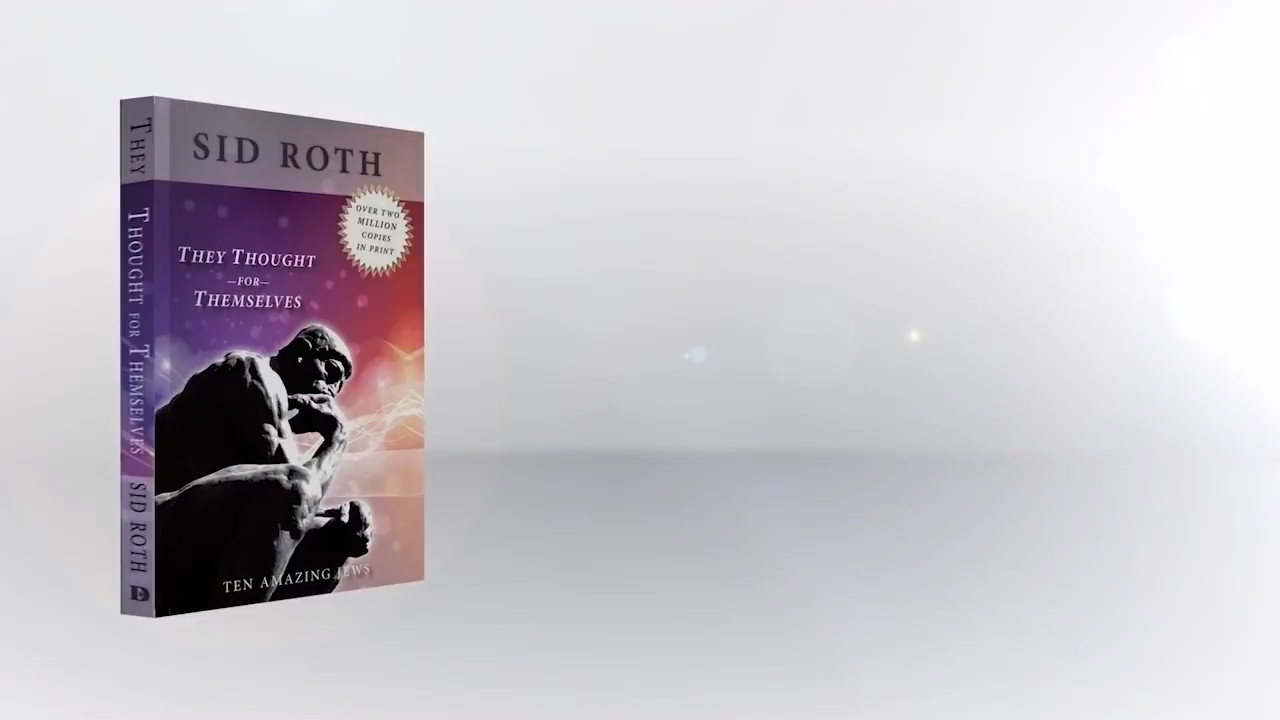 THEY THOUGHT FOR THEMSELVES SID ROTH
SID ROTH
OVER TWO
MILLION
COPIES
IN PRINT
THEY THOUGHT
—FOR—
THEMSELVES
TEN AMAZING JEWS